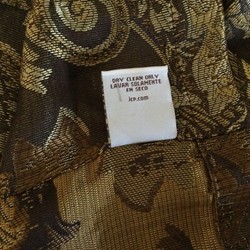 DRY CLEAN ONLY
LAVAR SOLAMENTE
EN SECO
jcp.com